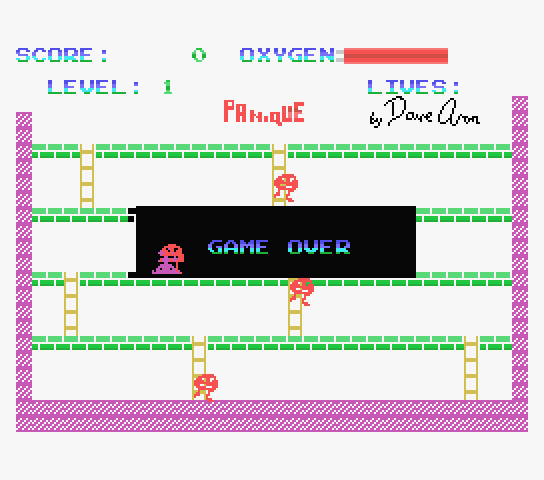 SCORE: 0 OXYGEN
LEVEL: 1 LIVES:
PANIQUE
by Dave Ann
GAME OVER